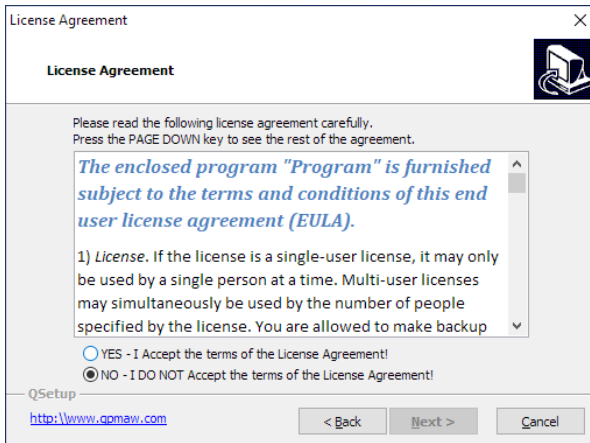 License Agreement
License Agreement
Please read the following license agreement carefully.
Press the PAGE DOWN key to see the rest of the agreement.
The enclosed program "Program" is furnished
subject to the terms and conditions of this end
user license agreement (EULA).
1) License. If the license is a single-user license, it may only
be used by a single person at a time. Multi-user licenses
may simultaneously be used by the number of people
specified by the license. You are allowed to make backup
YES - I Accept the terms of the License Agreement!
NO - I DO NOT Accept the terms of the License Agreement!
QSetup
http:\\www.gpmaw.com
< Back
Next >
Cancel